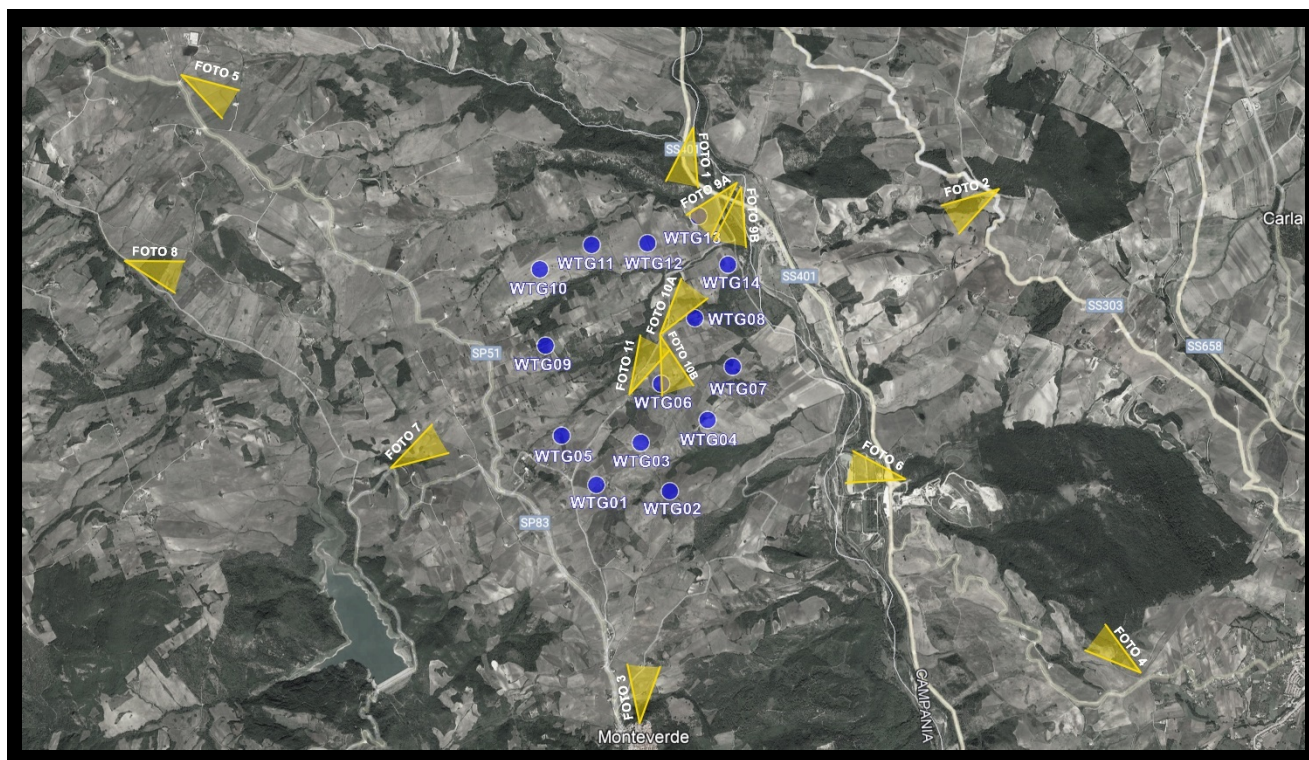 FOTO 5
SS401
FOTO 1
FOTO 9A
FOTO 9B
FOTO 2
Carla
FOTO 8
WTG13
WTG12
WTG11
WTG10
WTG14
SS401
FOTO 10A
SS303
WTG08
SS658
SP51
WTG09
FOTO 11
FOTO 10B
WTG07
WTG06
FOTO 7
WTG04
WTG05
WTG03
FOTO 6
WTG01
WTG02
SP83
FOTO 4
FOTO 3
CAMPANIA
Monteverde